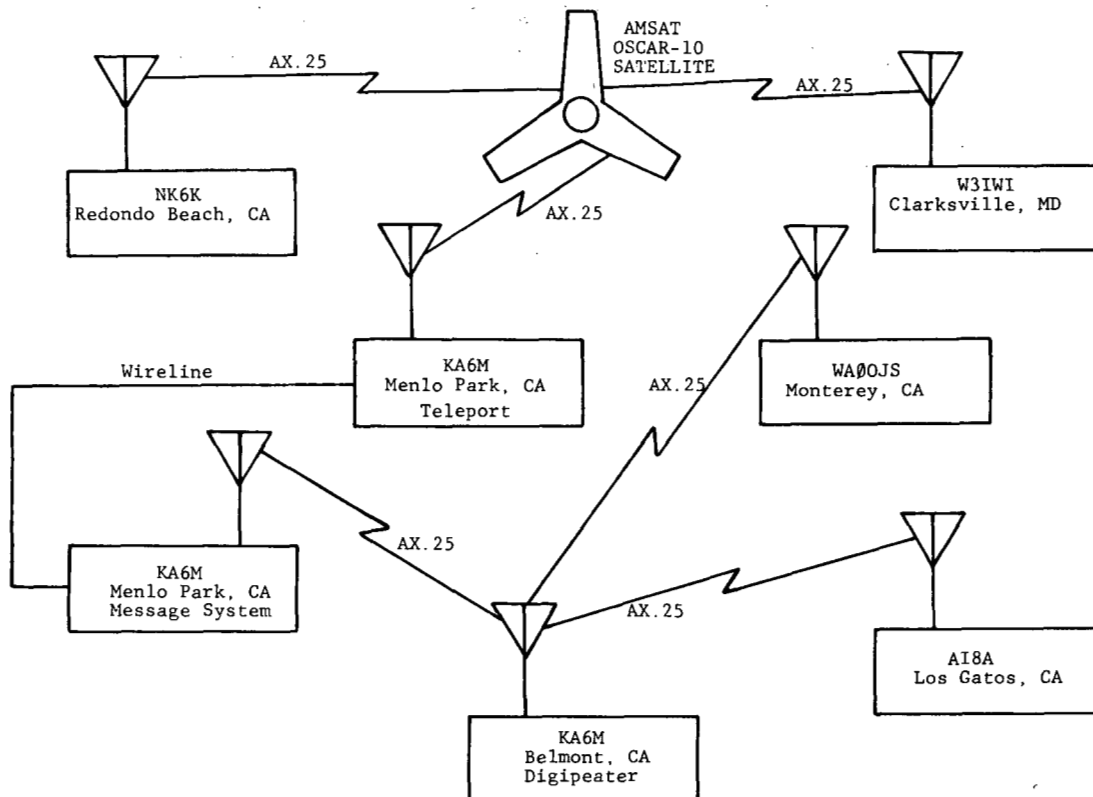 AMSAT
OSCAR-10
SATELLITE
AX.25
AX.25
NK6K
Redondo Beach, CA
W3IWI
Clarksville, MD
AX.25
Wireline
KA6M
Menlo Park, CA
Teleport
AX.25
WAØOJS
Monterey, CA
AX.25
KA6M
Menlo Park, CA
Message System
AX.25
AI8A
Los Gatos, CA
KA6M
Belmont, CA
Digipeater